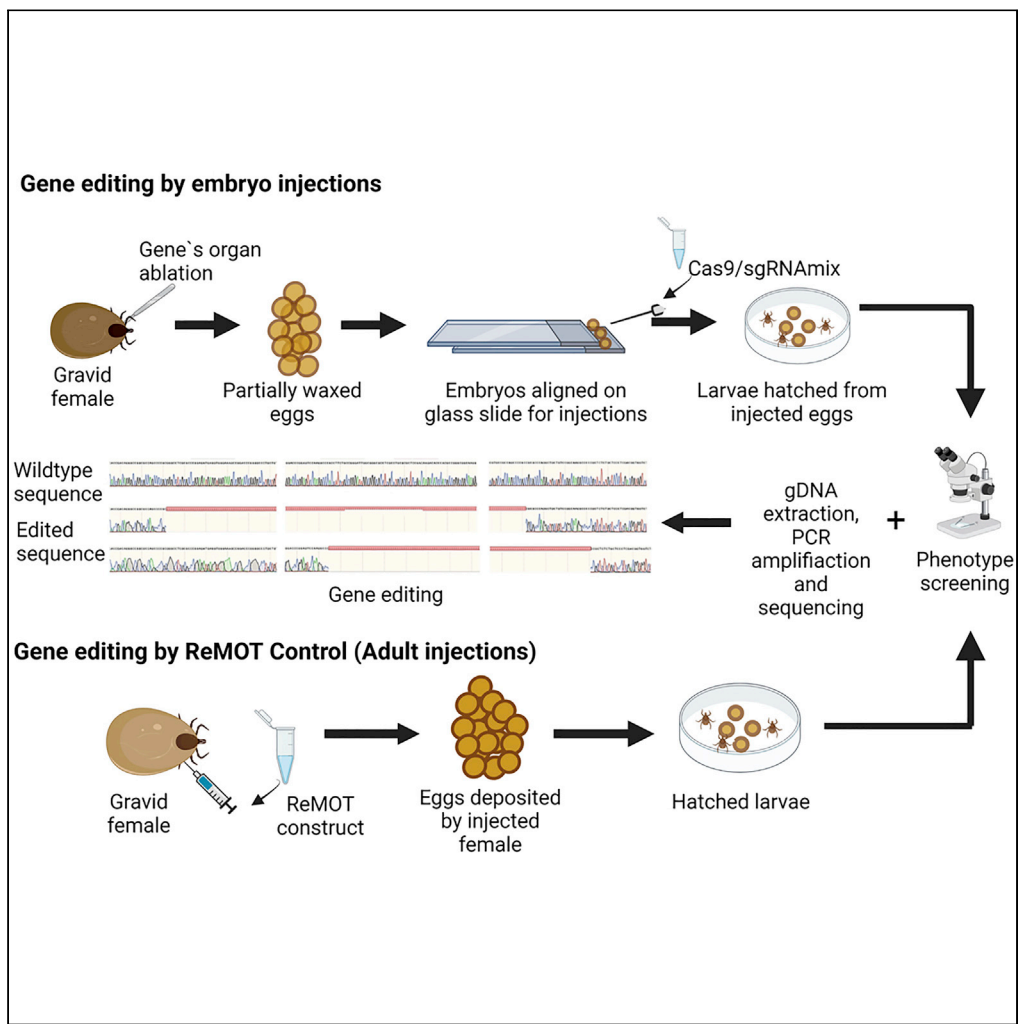 Gene editing by embryo injections
Gene`s organ
ablation
Cas9/sgRNAmix
Gravid
female
Partially waxed
eggs
Embryos aligned on
glass slide for injections
Larvae hatched from
injected eggs
Wildtype
sequence
Edited
sequence
Gene editing
gDNA
extraction,
PCR
amplifiaction
and
sequencing
+
Phenotype
screening
Gene editing by ReMOT Control (Adult injections)
Gravid
female
ReMOT
construct
Eggs deposited
by injected
female
Hatched larvae